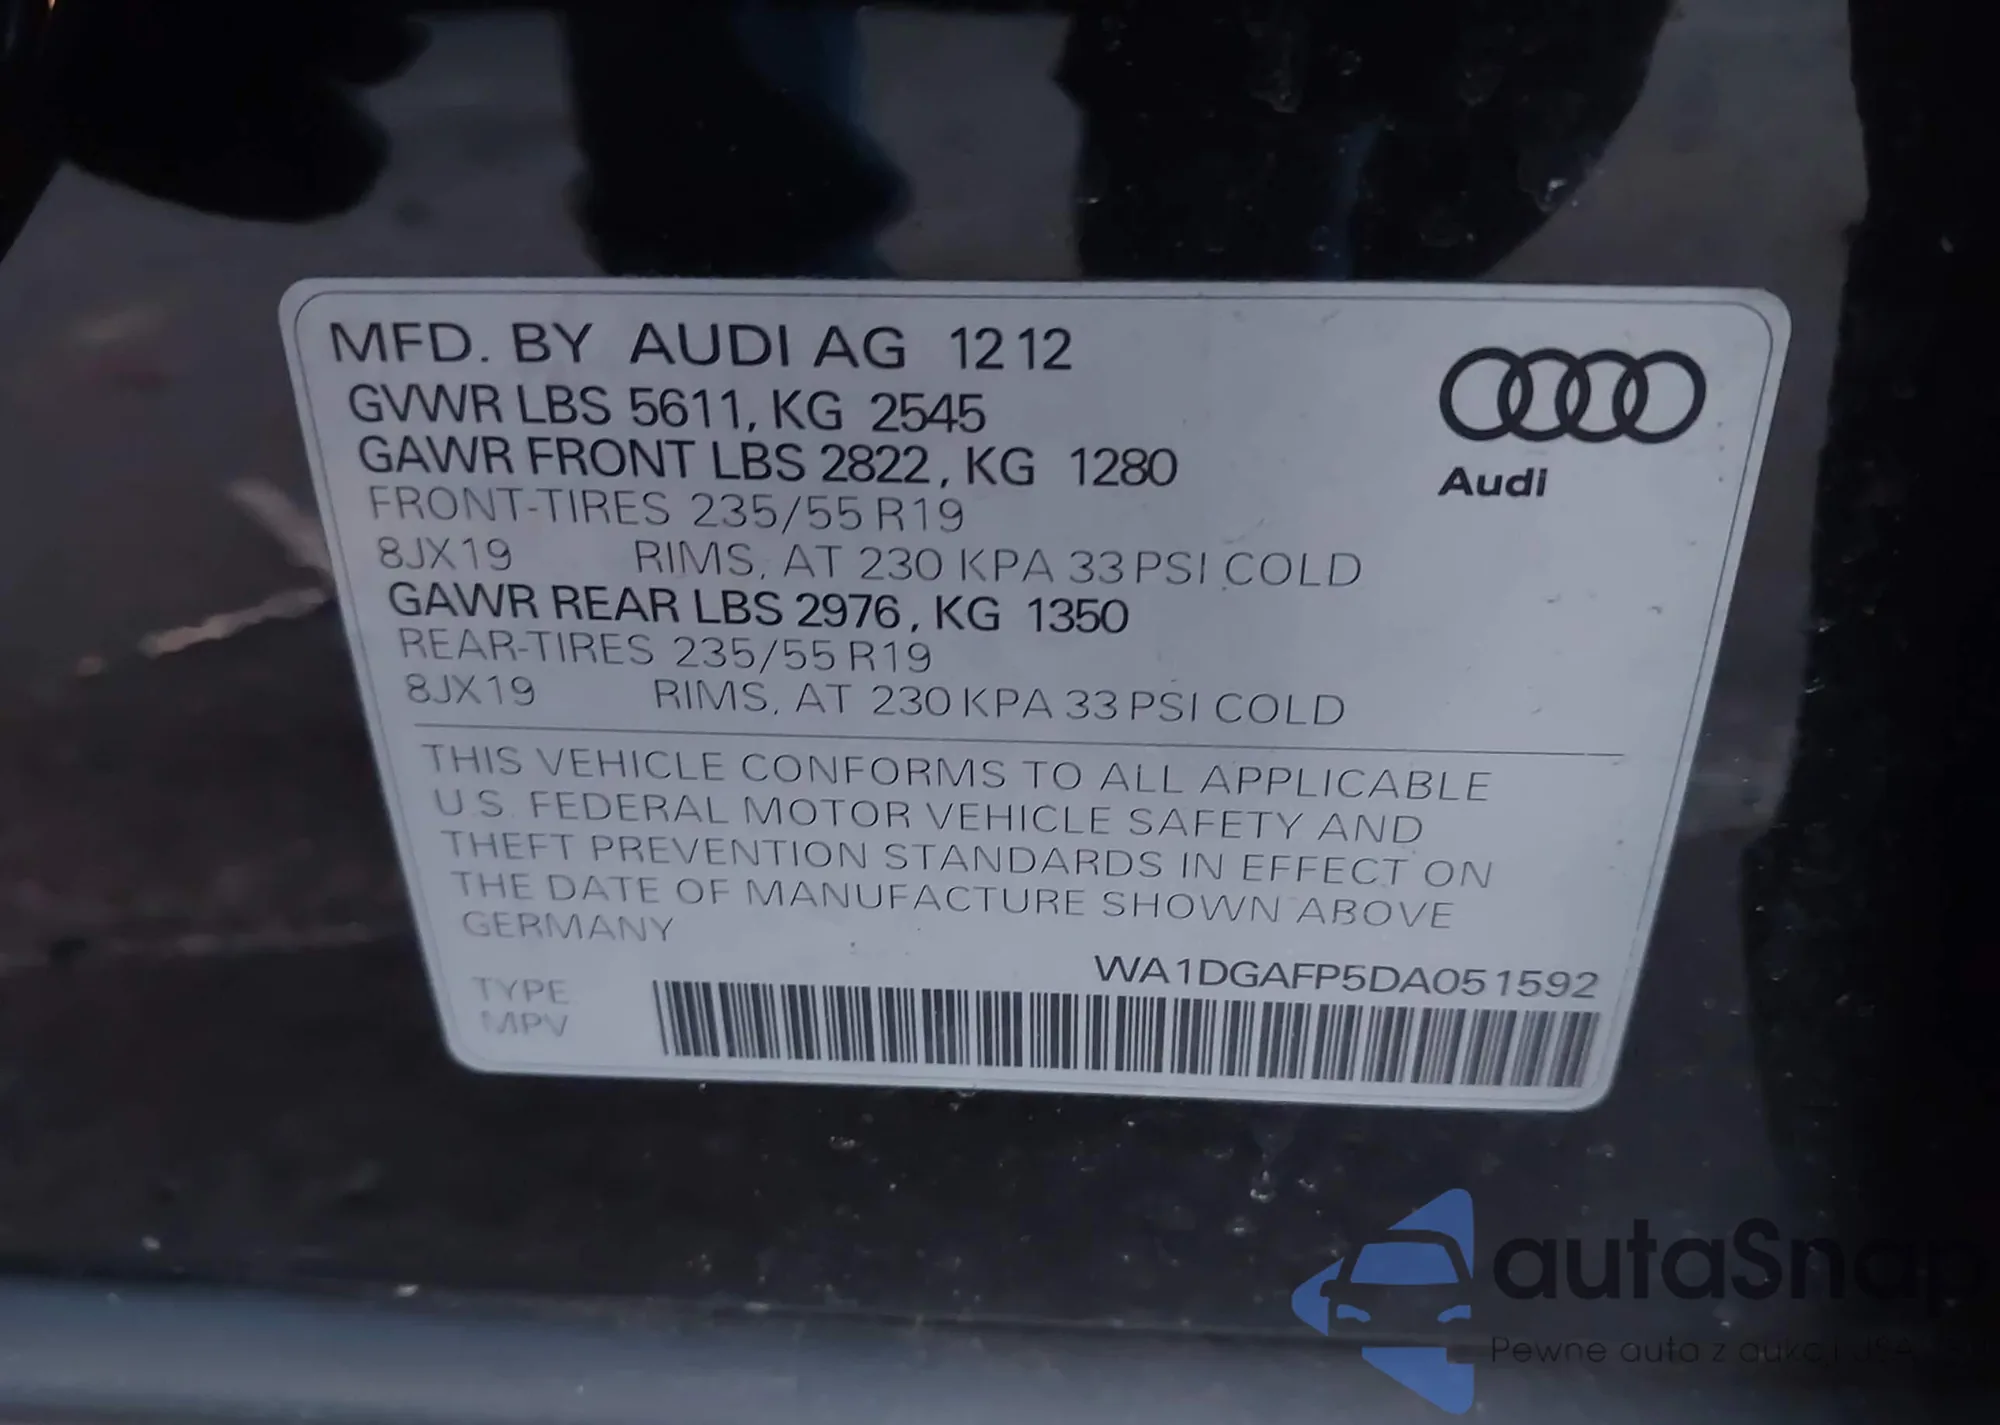 MFD. BY AUDI AG 12 12
GVWR LBS 5611, KG 2545
GAWR FRONT LBS 2822, KG 1280
FRONT-TIRES 235/55 R19
8JX19 RIMS, AT 230 KPA 33 PSI COLD
GAWR REAR LBS 2976, KG 1350
REAR-TIRES 235/55 R19
8JX19 RIMS, AT 230 KPA 33 PSI COLD
Audi
THIS VEHICLE CONFORMS TO ALL APPLICABLE
U.S. FEDERAL MOTOR VEHICLE SAFETY AND
THEFT PREVENTION STANDARDS IN EFFECT ON
THE DATE OF MANUFACTURE SHOWN ABOVE
GERMANY
WA1DGAFP5DA051592
TYPE
MPV
autaSnap
Pewne auta z aukcji USA